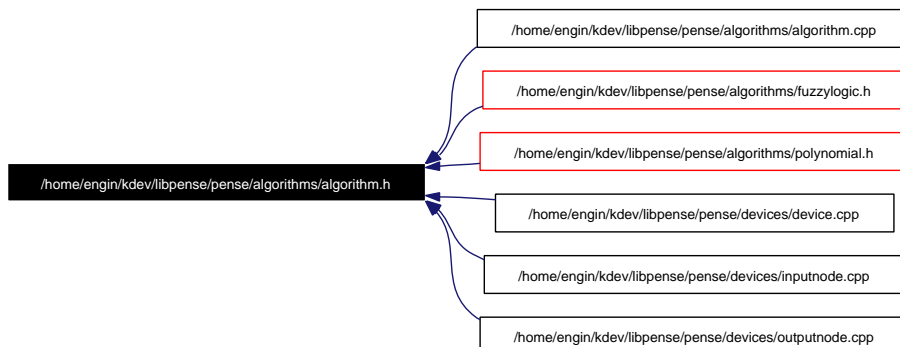 /home/engin/kdev/libpense/pense/algorithms/algorithm.cpp
/home/engin/kdev/libpense/pense/algorithms/fuzzylogic.h
/home/engin/kdev/libpense/pense/algorithms/polynomial.h
/home/engin/kdev/libpense/pense/algorithms/algorithm.h
/home/engin/kdev/libpense/pense/devices/device.cpp
/home/engin/kdev/libpense/pense/devices/inputnode.cpp
/home/engin/kdev/libpense/pense/devices/outputnode.cpp